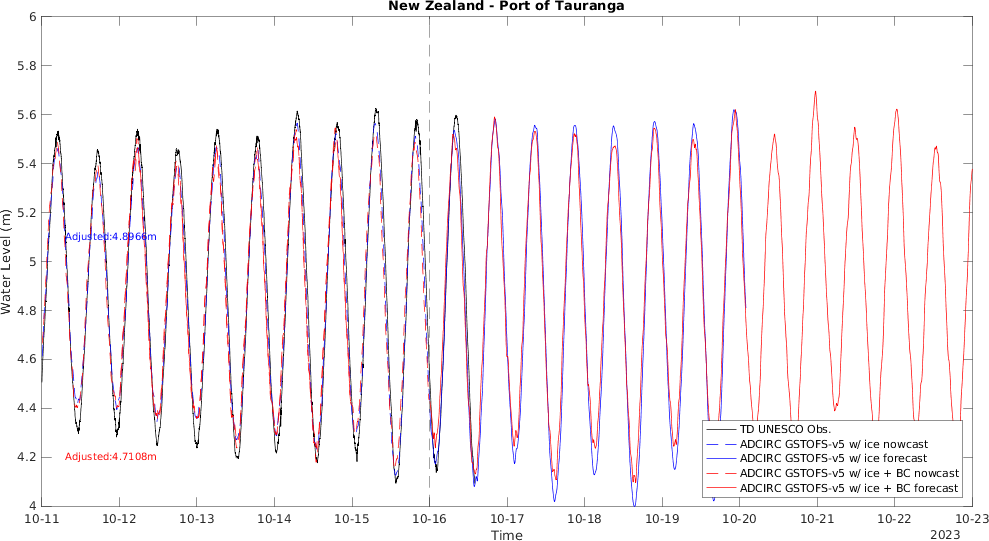 New Zealand - Port of Tauranga
6
5.8
5.6
5.4
5.2
5
4.8
4.6
4.4
4.2
4
Water Level (m)
Adjusted:4.8966m
Adjusted:4.7108m
TD UNESCO Obs.
ADCIRC GSTOFS-v5 w/ ice nowcast
ADCIRC GSTOFS-v5 w/ ice forecast
ADCIRC GSTOFS-v5 w/ ice + BC nowcast
ADCIRC GSTOFS-v5 w/ ice + BC forecast
10-11 10-12 10-13 10-14 10-15 10-16 10-17 10-18 10-19 10-20 10-21 10-22 10-23
Time
2023